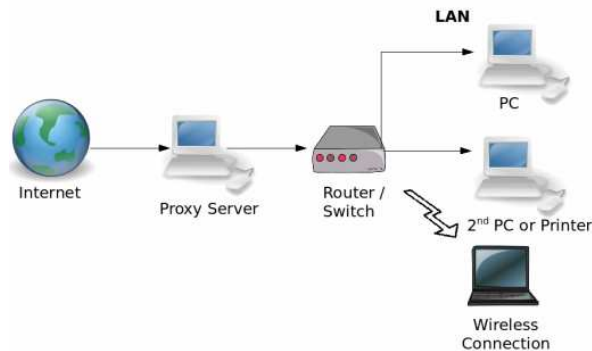 LAN
PC
Internet
Proxy Server
Router /
Switch
2nd PC or Printer
Wireless
Connection